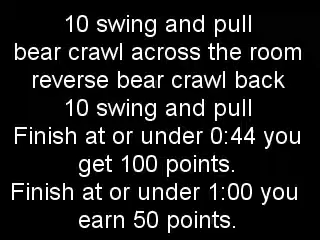 10 swing and pull
bear crawl across the room
reverse bear crawl back
10 swing and pull
Finish at or under 0:44 you
get 100 points.
Finish at or under 1:00 you
earn 50 points.